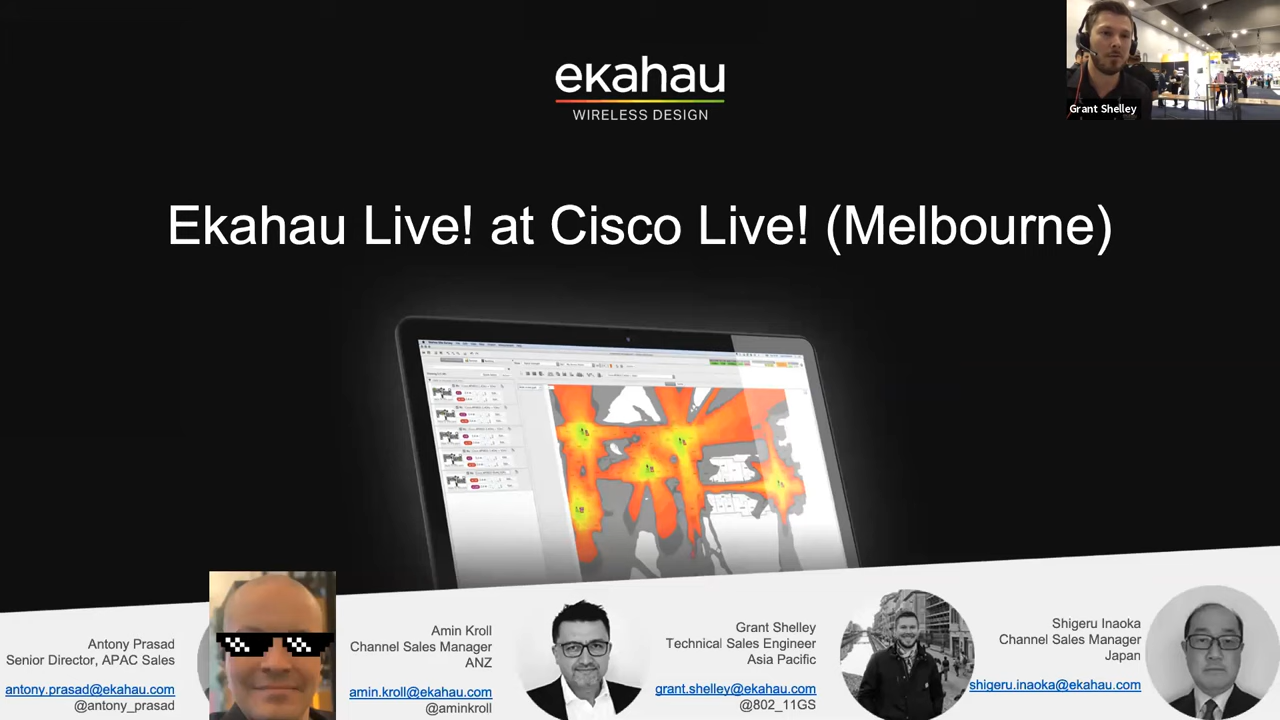 Grant Shelley
ekahau
WIRELESS DESIGN
Ekahau Live! at Cisco Live! (Melbourne)
Antony Prasad
Senior Director, APAC Sales
antony.prasad@ekahau.com
@antony_prasad
Amin Kroll
Channel Sales Manager
ANZ
amin.kroll@ekahau.com
@aminkroll
Grant Shelley
Technical Sales Engineer
Asia Pacific
grant.shelley@ekahau.com
@802_11GS
Shigeru Inaoka
Channel Sales Manager
Japan
shigeru.inaoka@ekahau.com